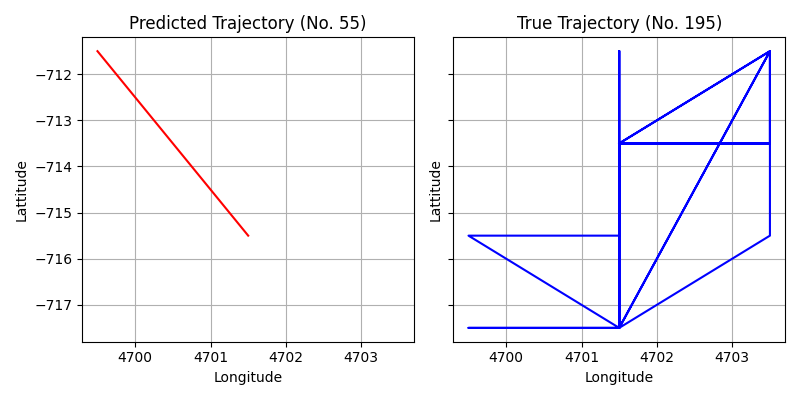 Predicted Trajectory (No. 55)
True Trajectory (No. 195)
−712
−713
−714
−715
−716
−717
Lattitude
Lattitude
4700 4701 4702 4703
4700 4701 4702 4703
Longitude
Longitude